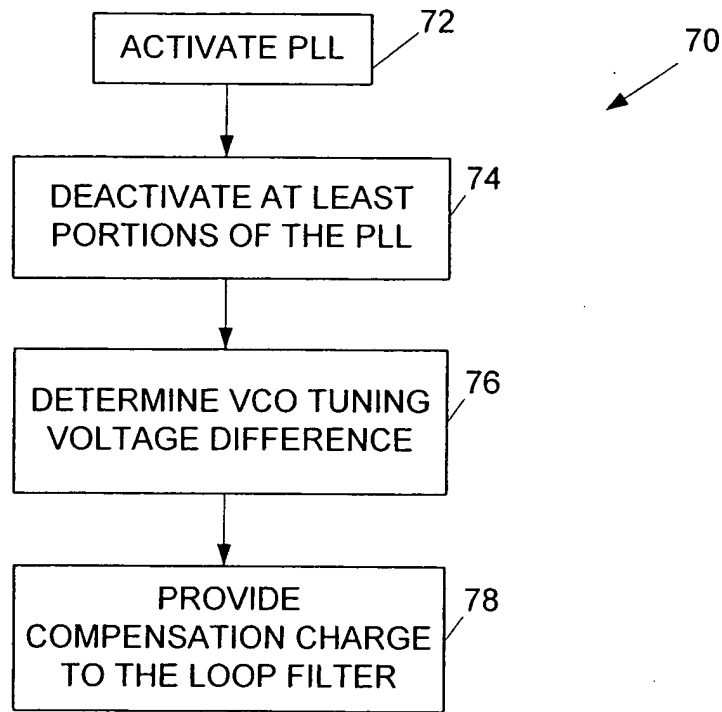 ACTIVATE PLL
72
70
DEACTIVATE AT LEAST
PORTIONS OF THE PLL
74
DETERMINE VCO TUNING
VOLTAGE DIFFERENCE
76
PROVIDE
COMPENSATION CHARGE
TO THE LOOP FILTER
78